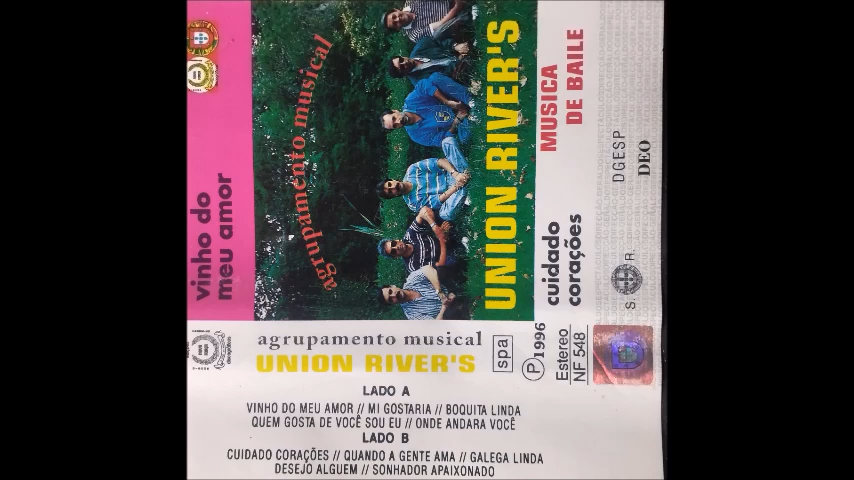 vinho do
meu amor
agrupamento musical
UNION RIVER'S
MUSICA
DE BAILE
cuidado
corações
DGESP
DEO
S. R.
agrupamento musical
UNION RIVER'S
spa
P 1996
Estereo
NF 548
LADO A
VINHO DO MEU AMOR // MI GOSTARIA // BOQUITA LINDA
QUEM GOSTA DE VOCÊ SOU EU // ONDE ANDARA VOCÊ
LADO B
CUIDADO CORAÇÕES // QUANDO A GENTE AMA // GALEGA LINDA
DESEJO ALGUEM // SONHADOR APAIXONADO